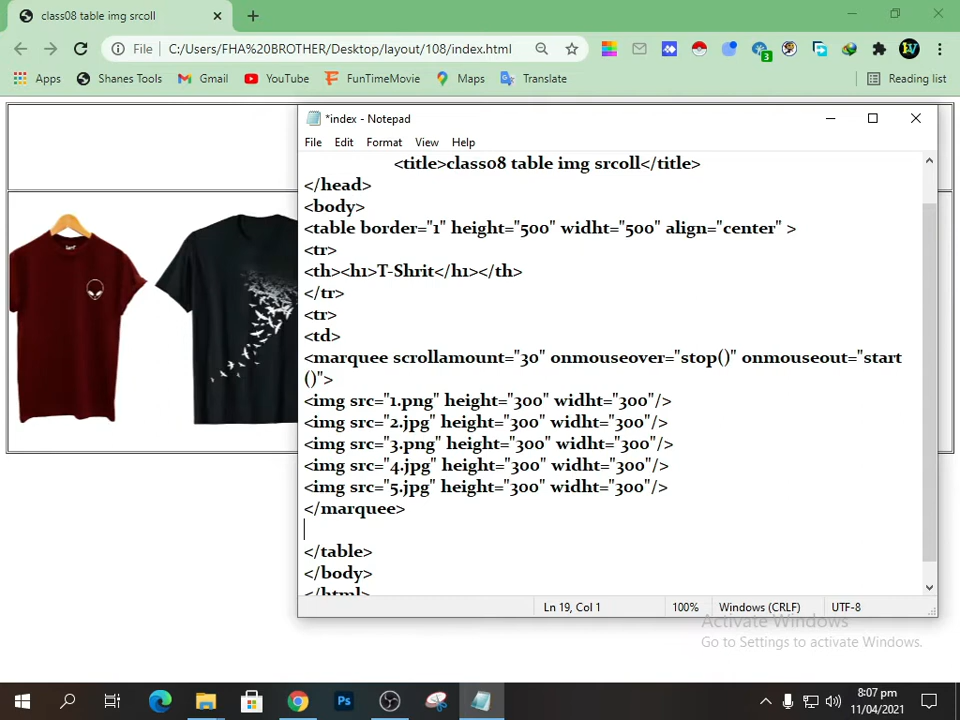 class08 table img srcoll
File
C:/Users/FHA%20BROTHER/Desktop/layout/108/index.html
3
Apps
Shanes Tools
Gmail
YouTube
FunTimeMovie
Maps
Translate
Reading list
*index - Notepad
File Edit Format View Help
<title>class08 table img srcoll</title>
</head>
<body>
<table border="1" height="500" widht="500" align="center" >
<tr>
<th><h1>T-Shrit</h1></th>
</tr>
<tr>
<td>
<marquee scrollamount="30" onmouseover="stop()" onmouseout="start
()">
<img src="1.png" height="300" widht="300"/>
<img src="2.jpg" height="300" widht="300"/>
<img src="3.png" height="300" widht="300"/>
<img src="4.jpg" height="300" widht="300"/>
<img src="5.jpg" height="300" widht="300"/>
</marquee>
</table>
</body>
</html>
Ln 19, Col 1
100%
Windows (CRLF)
UTF-8
Activate Windows
Go to Settings to activate Windows.
Ps
8:07 pm
11/04/2021